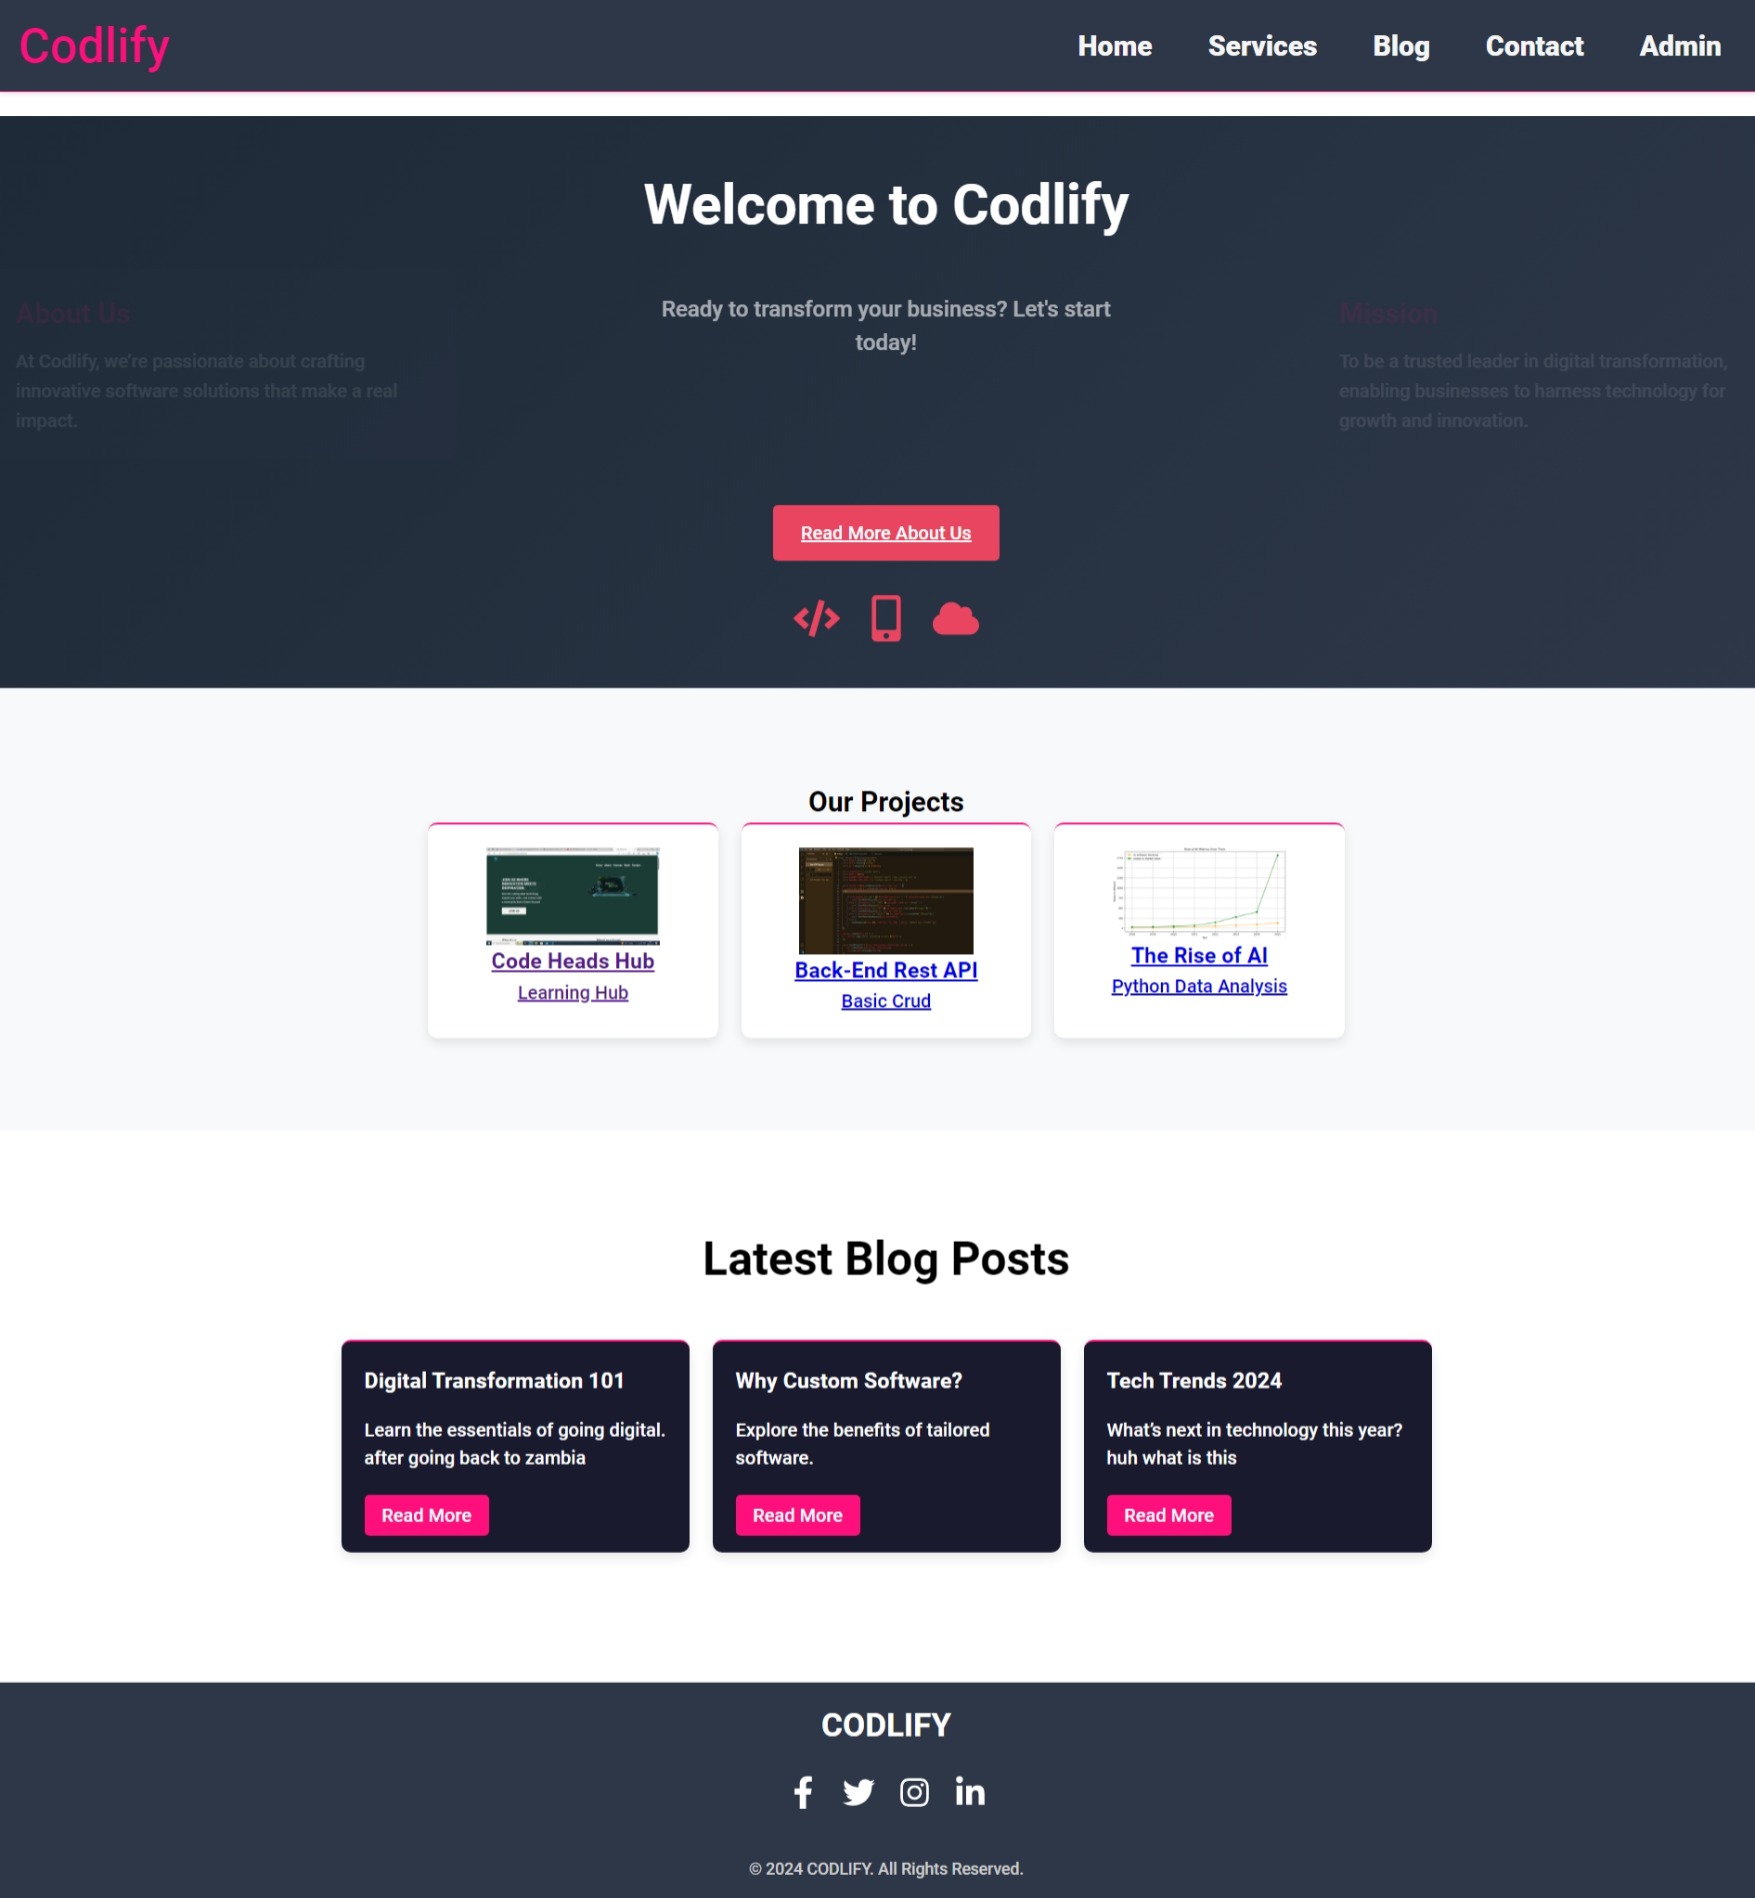 Codlify
Home Services Blog Contact Admin
Welcome to Codlify
About Us
At Codlify, we're passionate about crafting
innovative software solutions that make a real
impact.
Ready to transform your business? Let's start
today!
Mission
To be a trusted leader in digital transformation,
enabling businesses to harness technology for
growth and innovation.
Read More About Us
Our Projects
Code Heads Hub
Learning Hub
Back-End Rest API
Basic Crud
The Rise of AI
Python Data Analysis
Latest Blog Posts
Digital Transformation 101
Learn the essentials of going digital.
after going back to zambia
Read More
Why Custom Software?
Explore the benefits of tailored
software.
Read More
Tech Trends 2024
What's next in technology this year?
huh what is this
Read More
CODLIFY
© 2024 CODLIFY. All Rights Reserved.